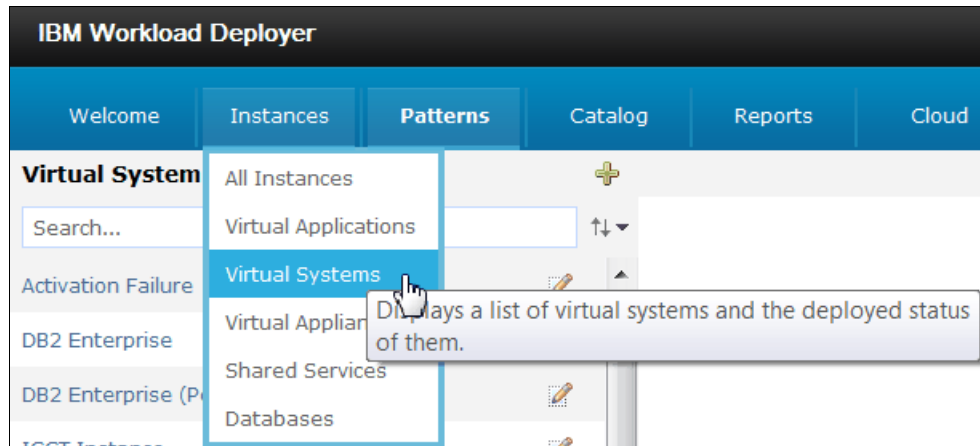 IBM Workload Deployer
Welcome Instances Patterns Catalog Reports Cloud
Virtual System
Search...
Activation Failure
DB2 Enterprise
DB2 Enterprise (P
All Instances
Virtual Applications
Virtual Systems
Virtual Applian
Shared Services
Databases
Displays a list of virtual systems and the deployed status
of them.